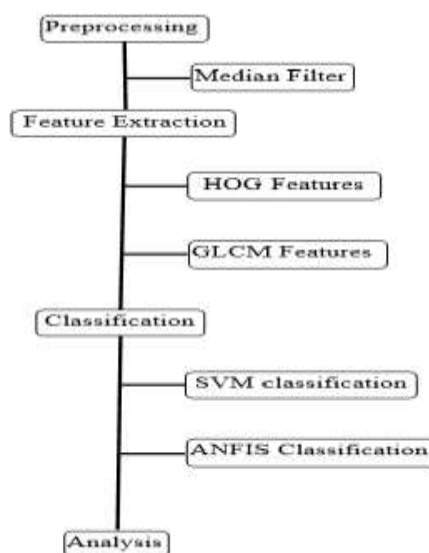 Preprocessing
Median Filter
Feature Extraction
HOG Features
GLCM Features
Classification
SVM classification
ANFIS Classification
Analysis